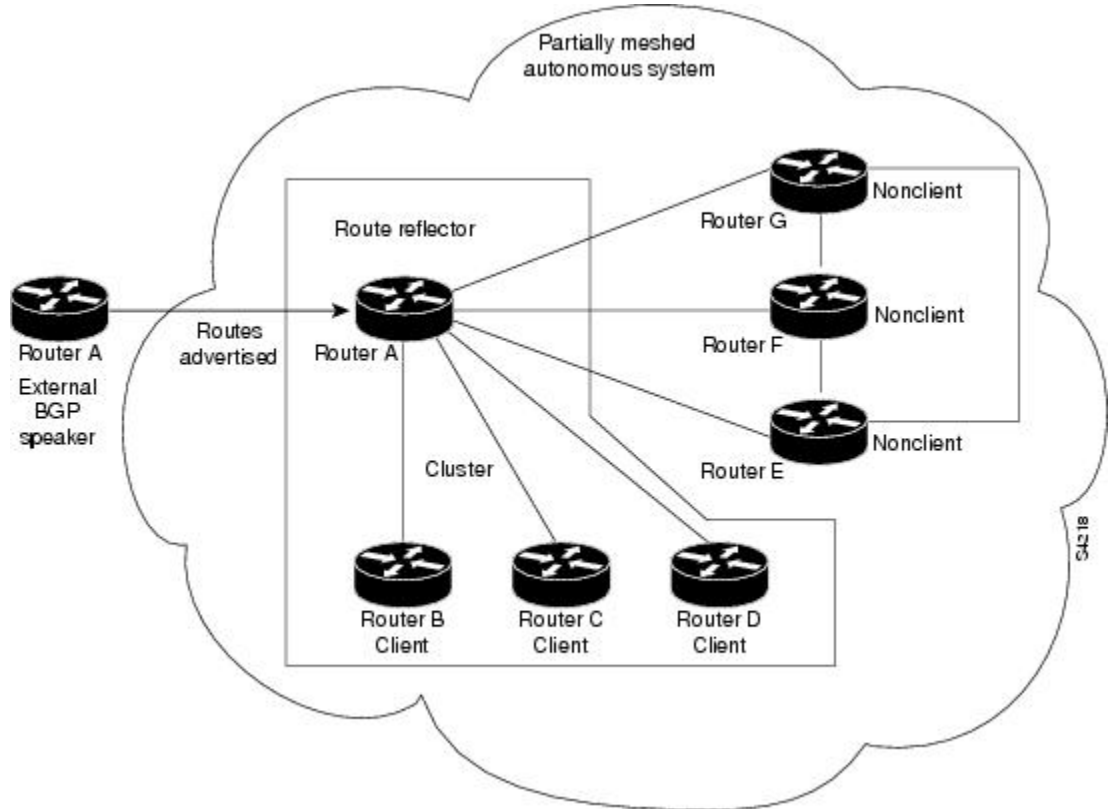 Partially meshed
autonomous system
Nonclient
Router G
Route reflector
Nonclient
Router F
Router A
Routes
advertised
Router A
External
BGP
speaker
Nonclient
Router E
Cluster
Router B
Client
Router C
Client
Router D
Client
S4218